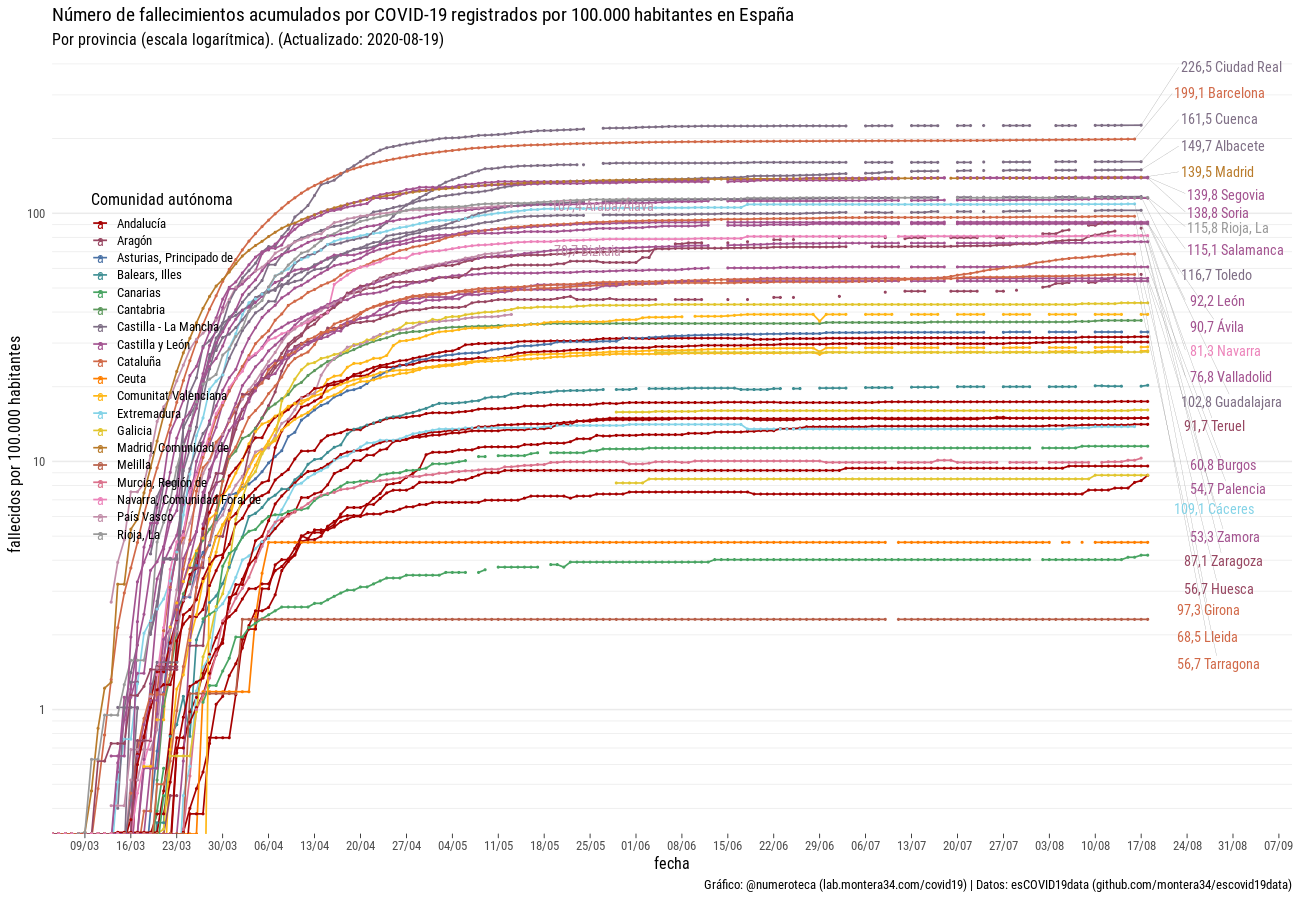 Número de fallecimientos acumulados por COVID-19 registrados por 100.000 habitantes en España
Por provincia (escala logarítmica). (Actualizado: 2020-08-19)
fallecidos por 100.000 habitantes
100
10
1
Comunidad autónoma
Andalucía
Aragón
Asturias, Principado de
Balears, Illes
Canarias
Cantabria
Castilla - La Mancha
Castilla y León
Cataluña
Ceuta
Comunitat Valenciana
Extremadura
Galicia
Madrid, Comunidad de
Melilla
Murcia, Región de
Navarra, Comunidad Foral de
País Vasco
Rioja, La
107,1 Araba/Álava
Bizkaia
226,5 Ciudad Real
199,1 Barcelona
161,5 Cuenca
149,7 Albacete
139,5 Madrid
139,8 Segovia
138,8 Soria
115,8 Rioja, La
115,1 Salamanca
116,7 Toledo
92,2 León
90,7 Ávila
81,3 Navarra
76,8 Valladolid
102,8 Guadalajara
91,7 Teruel
60,8 Burgos
54,7 Palencia
109,1 Cáceres
53,3 Zamora
87,1 Zaragoza
56,7 Huesca
97,3 Girona
68,5 Lleida
56,7 Tarragona
09/03 16/03 23/03 30/03 06/04 13/04 20/04 27/04 04/05 11/05 18/05 25/05 01/06 08/06 15/06 22/06 29/06 06/07 13/07 20/07 27/07 03/08 10/08 17/08 24/08 31/08 07/09
fecha
Gráfico: @numeroteca (lab.montera34.com/covid19) | Datos: esCOVID19data (github.com/montera34/escovid19data)